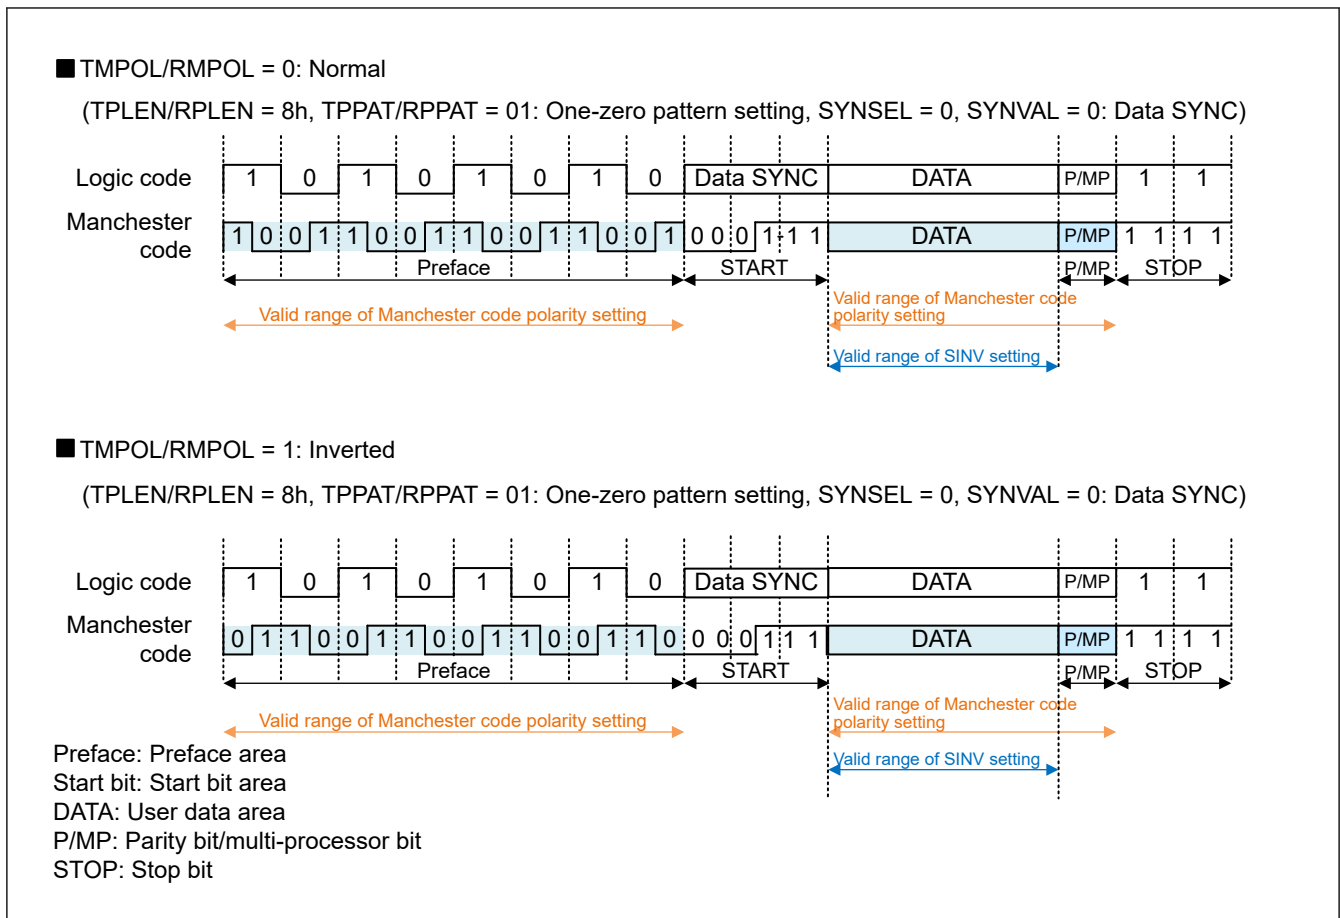 ■ TMPOL/RMPOL = 0: Normal
(TPLEN/RPLEN = 8h, TPPAT/RPPAT = 01: One-zero pattern setting, SYNSEL = 0, SYNVAL = 0: Data SYNC)
Logic code 1 0 1 0 1 0 1 0 Data SYNC DATA P/MP 1 1
Manchester code 1 0 0 1 1 0 0 1 1 0 0 1 1 0 0 1 0 0 0 1 1 1 DATA P/MP 1 1 1 1
Preface START P/MP STOP
Valid range of Manchester code polarity setting
Valid range of Manchester code
polarity setting
Valid range of SINV setting
■ TMPOL/RMPOL = 1: Inverted
(TPLEN/RPLEN = 8h, TPPAT/RPPAT = 01: One-zero pattern setting, SYNSEL = 0, SYNVAL = 0: Data SYNC)
Logic code 1 0 1 0 1 0 1 0 Data SYNC DATA P/MP 1 1
Manchester code 0 1 1 0 0 1 1 0 0 1 1 0 0 1 1 0 0 0 0 1 1 1 DATA P/MP 1 1 1 1
Preface START P/MP STOP
Valid range of Manchester code polarity setting
Valid range of Manchester code
polarity setting
Valid range of SINV setting
Preface: Preface area
Start bit: Start bit area
DATA: User data area
P/MP: Parity bit/multi-processor bit
STOP: Stop bit